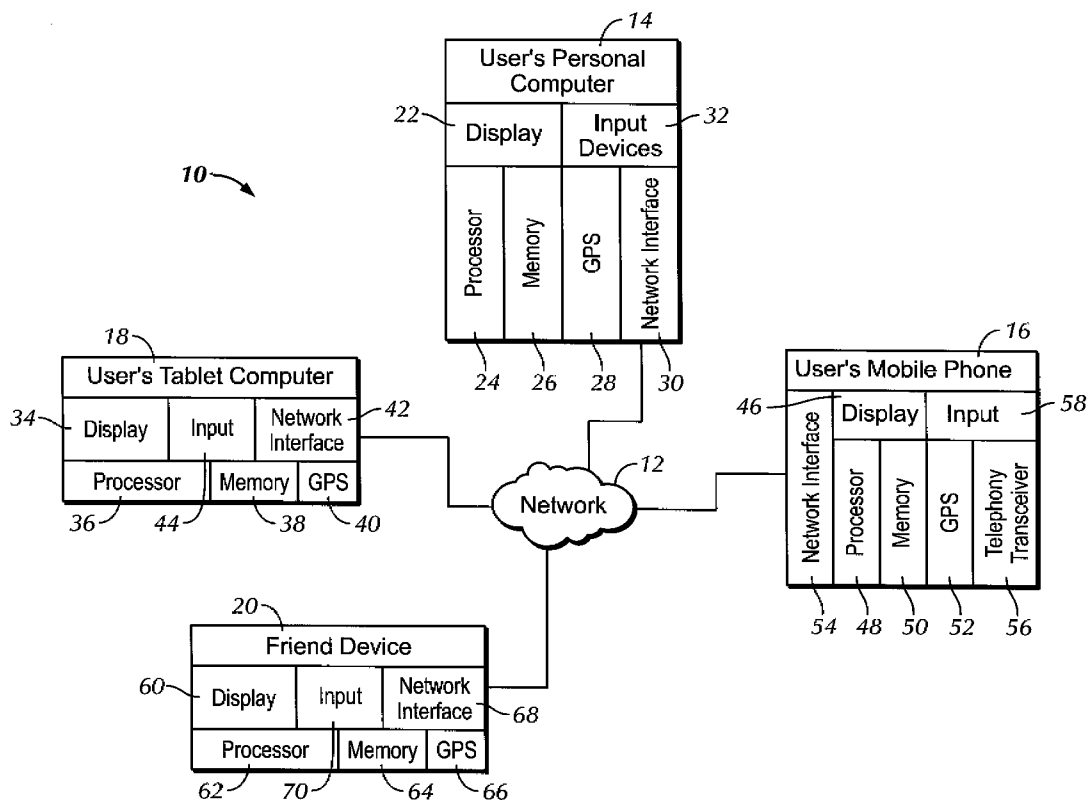 14
User's Personal
Computer
22
Display
Input
Devices
32
10
Processor
Memory
GPS
Network Interface
24
26
28
30
18
User's Tablet Computer
34
Display
Input
Network
Interface
42
Processor
Memory
GPS
36
44
38
40
12
Network
16
User's Mobile Phone
46
Display
Input
58
Network Interface
Processor
Memory
GPS
Telephony
Transceiver
54
48
50
52
56
20
Friend Device
60
Display
Input
Network
Interface
68
Processor
Memory
GPS
62
70
64
66